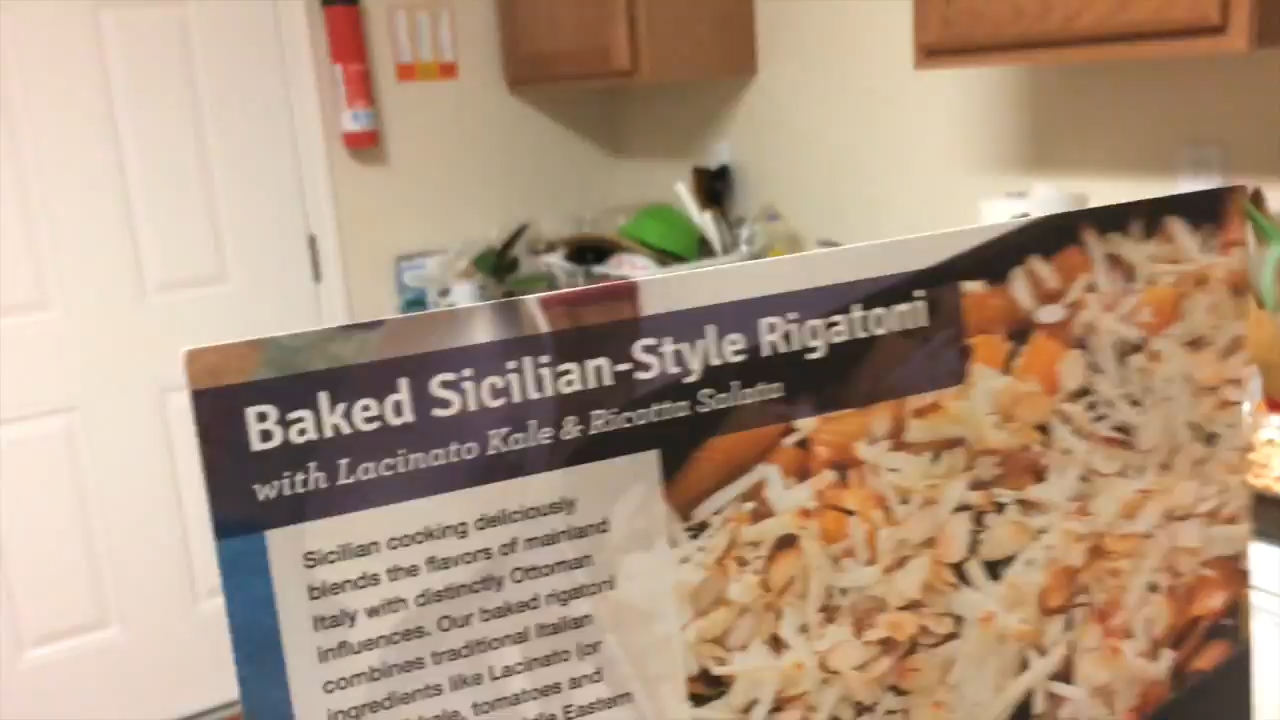 Baked Sicilian-Style Rigatoni
with Lacinato Kale & Ricotta Salata
Sicilian cooking deliciously
blends the flavors of mainland
Italy with distinctly Ottoman
influences. Our baked rigatoni
combines traditional Italian
ingredients like Lacinato (or
kale, tomatoes and
Eastern